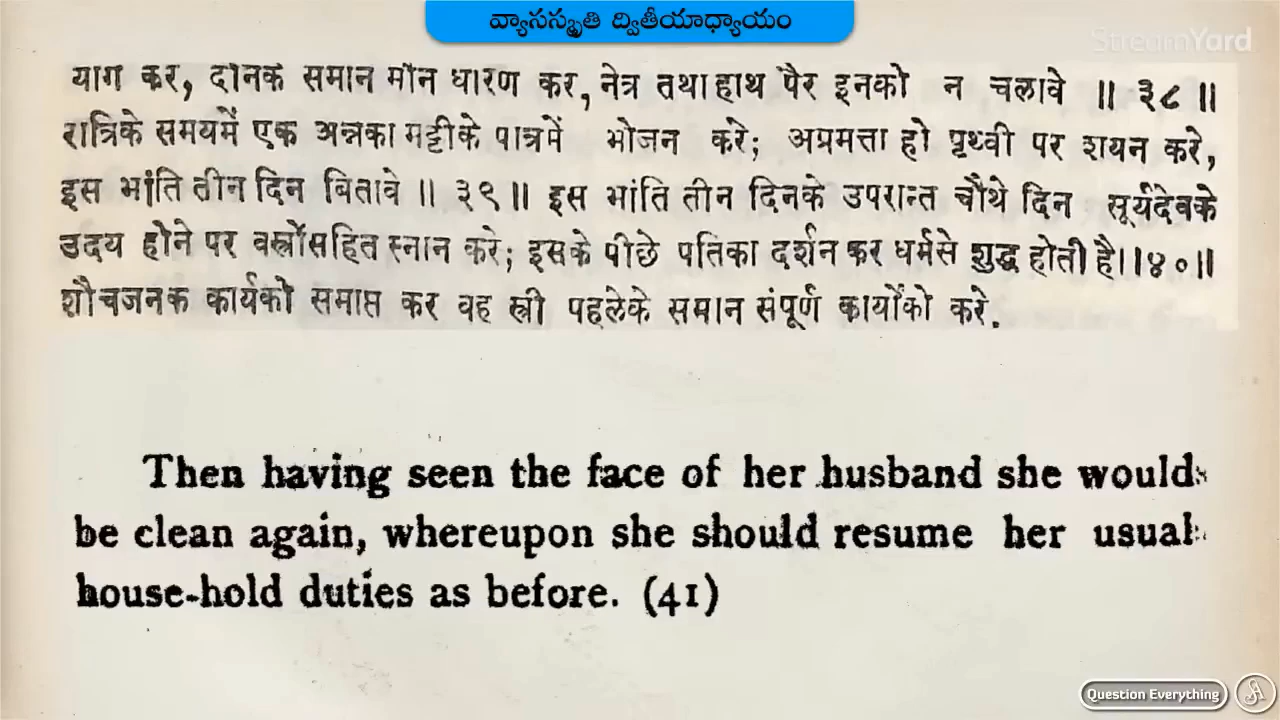 వ్యాసస్మృతి ద్వితీయాధ్యాయం
StreamYard
याग कर, दीनके समान मौन धारण कर, नेत्र तथा हाथ पैर इनको न चलावे ॥ ३८ ॥
रात्रिके समयमें एक अन्नका मट्टीके पात्रमें भोजन करे; अप्रमत्ता हो पृथ्वी पर शयन करे,
इस भांति तीन दिन बितावे ॥ ३९ ॥ इस भांति तीन दिनके उपरान्त चौथे दिन सूर्यदेवके
उदय होने पर वस्त्रोंसहित स्नान करे; इसके पीछे पतिका दर्शन कर धर्मसे शुद्ध होती है।।४०॥
शौचजनक कार्यको समाप्त कर वह स्त्री पहलेके समान संपूर्ण कार्योंको करे.
Then having seen the face of her husband she would
be clean again, whereupon she should resume her usual
house-hold duties as before. (41)
Question Everything